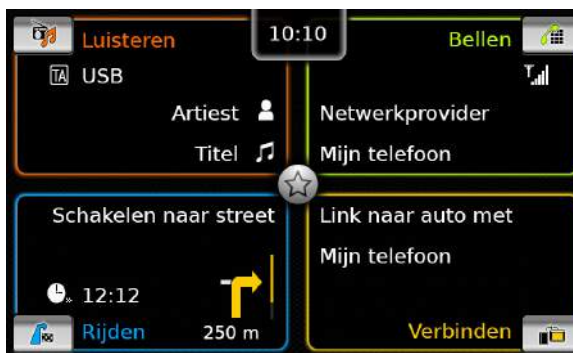 Luisteren
10:10
Bellen
TA USB
Artiest
Netwerkprovider
Titel
Mijn telefoon
Schakelen naar street
Link naar auto met
Mijn telefoon
12:12
Rijden
250 m
Verbinden